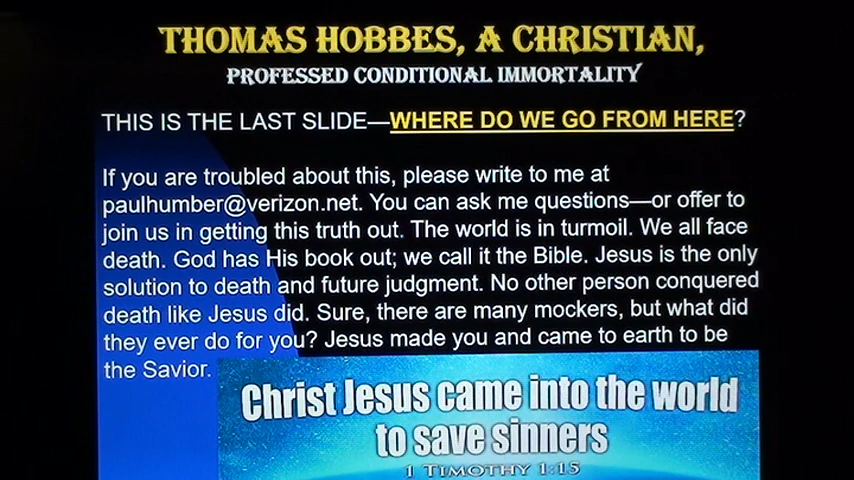 THOMAS HOBBES, A CHRISTIAN,
PROFESSED CONDITIONAL IMMORTALITY
THIS IS THE LAST SLIDE—WHERE DO WE GO FROM HERE?
If you are troubled about this, please write to me at
paulhumber@verizon.net. You can ask me questions—or offer to
join us in getting this truth out. The world is in turmoil. We all face
death. God has His book out; we call it the Bible. Jesus is the only
solution to death and future judgment. No other person conquered
death like Jesus did. Sure, there are many mockers, but what did
they ever do for you? Jesus made you and came to earth to be
the Savior.
Christ Jesus came into the world
to save sinners
1 TIMOTHY 1:15